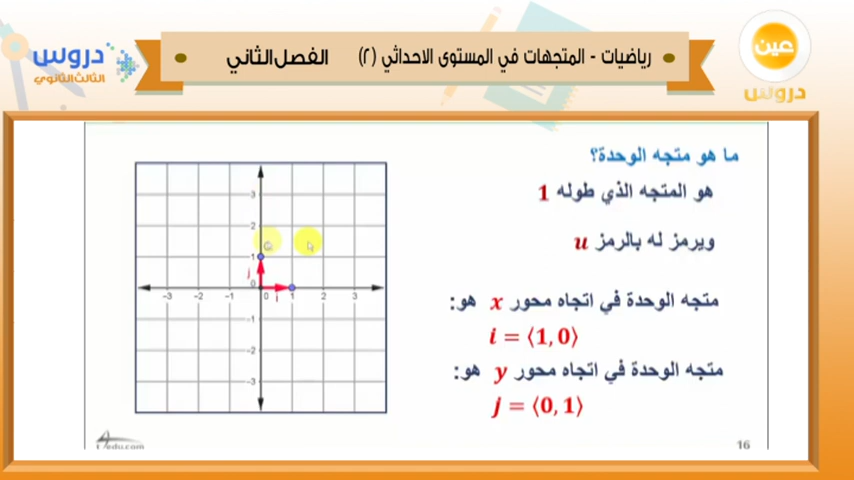 رياضيات - المتجهات في المستوى الاحداثي (٢) الفصل الثاني
عين
دروس
دروس
الثالث الثانوي
ما هو متجه الوحدة؟
هو المتجه الذي طوله 1
ويرمز له بالرمز u
متجه الوحدة في اتجاه محور x هو:
i = ⟨1, 0⟩
متجه الوحدة في اتجاه محور y هو:
j = ⟨0, 1⟩
3
2
1
0
-3 -2 -1 0 1 2 3
-1
-2
-3
j
i
16